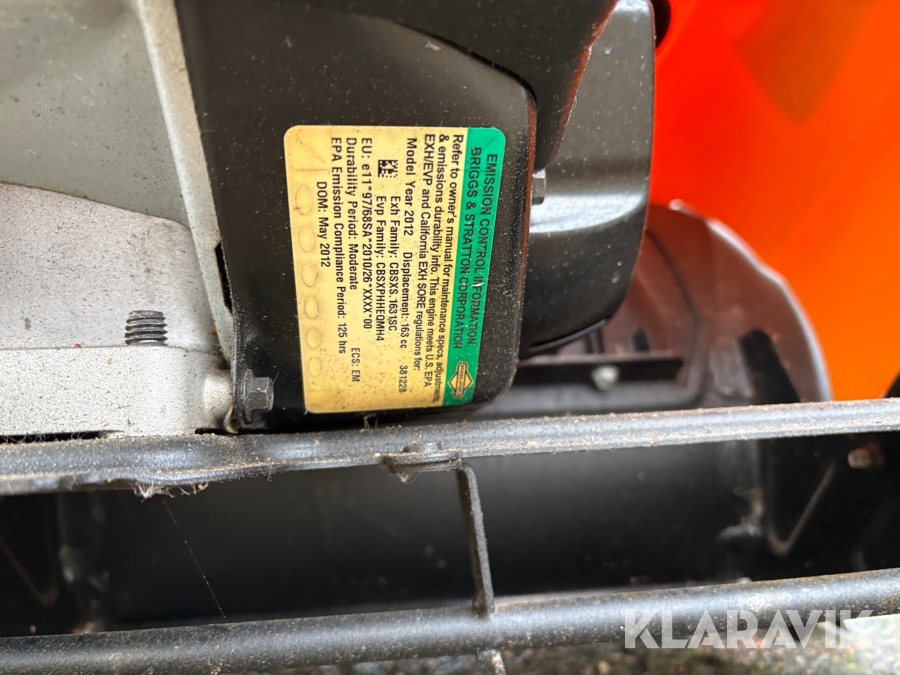 EMISSION CONTROL INFORMATION
BRIGGS & STRATTON CORPORATION
Refer to owner's manual for maintenance specs, adjustments
& emissions durability info. This engine meets U.S. EPA
EXH/EVP and California EXH SORE regulations for:
Model Year 2012 Displacement: 163 cc 381228
Exh Family: CBSXS.1631SC
Evp Family: CBSXPHHEQMH4
EU: e11*97/68SA*2010/26*XXXX*00
Durability Period: Moderate ECS: EM
EPA Emission Compliance Period: 125 hrs
DOM: May 2012
KLARAVIK